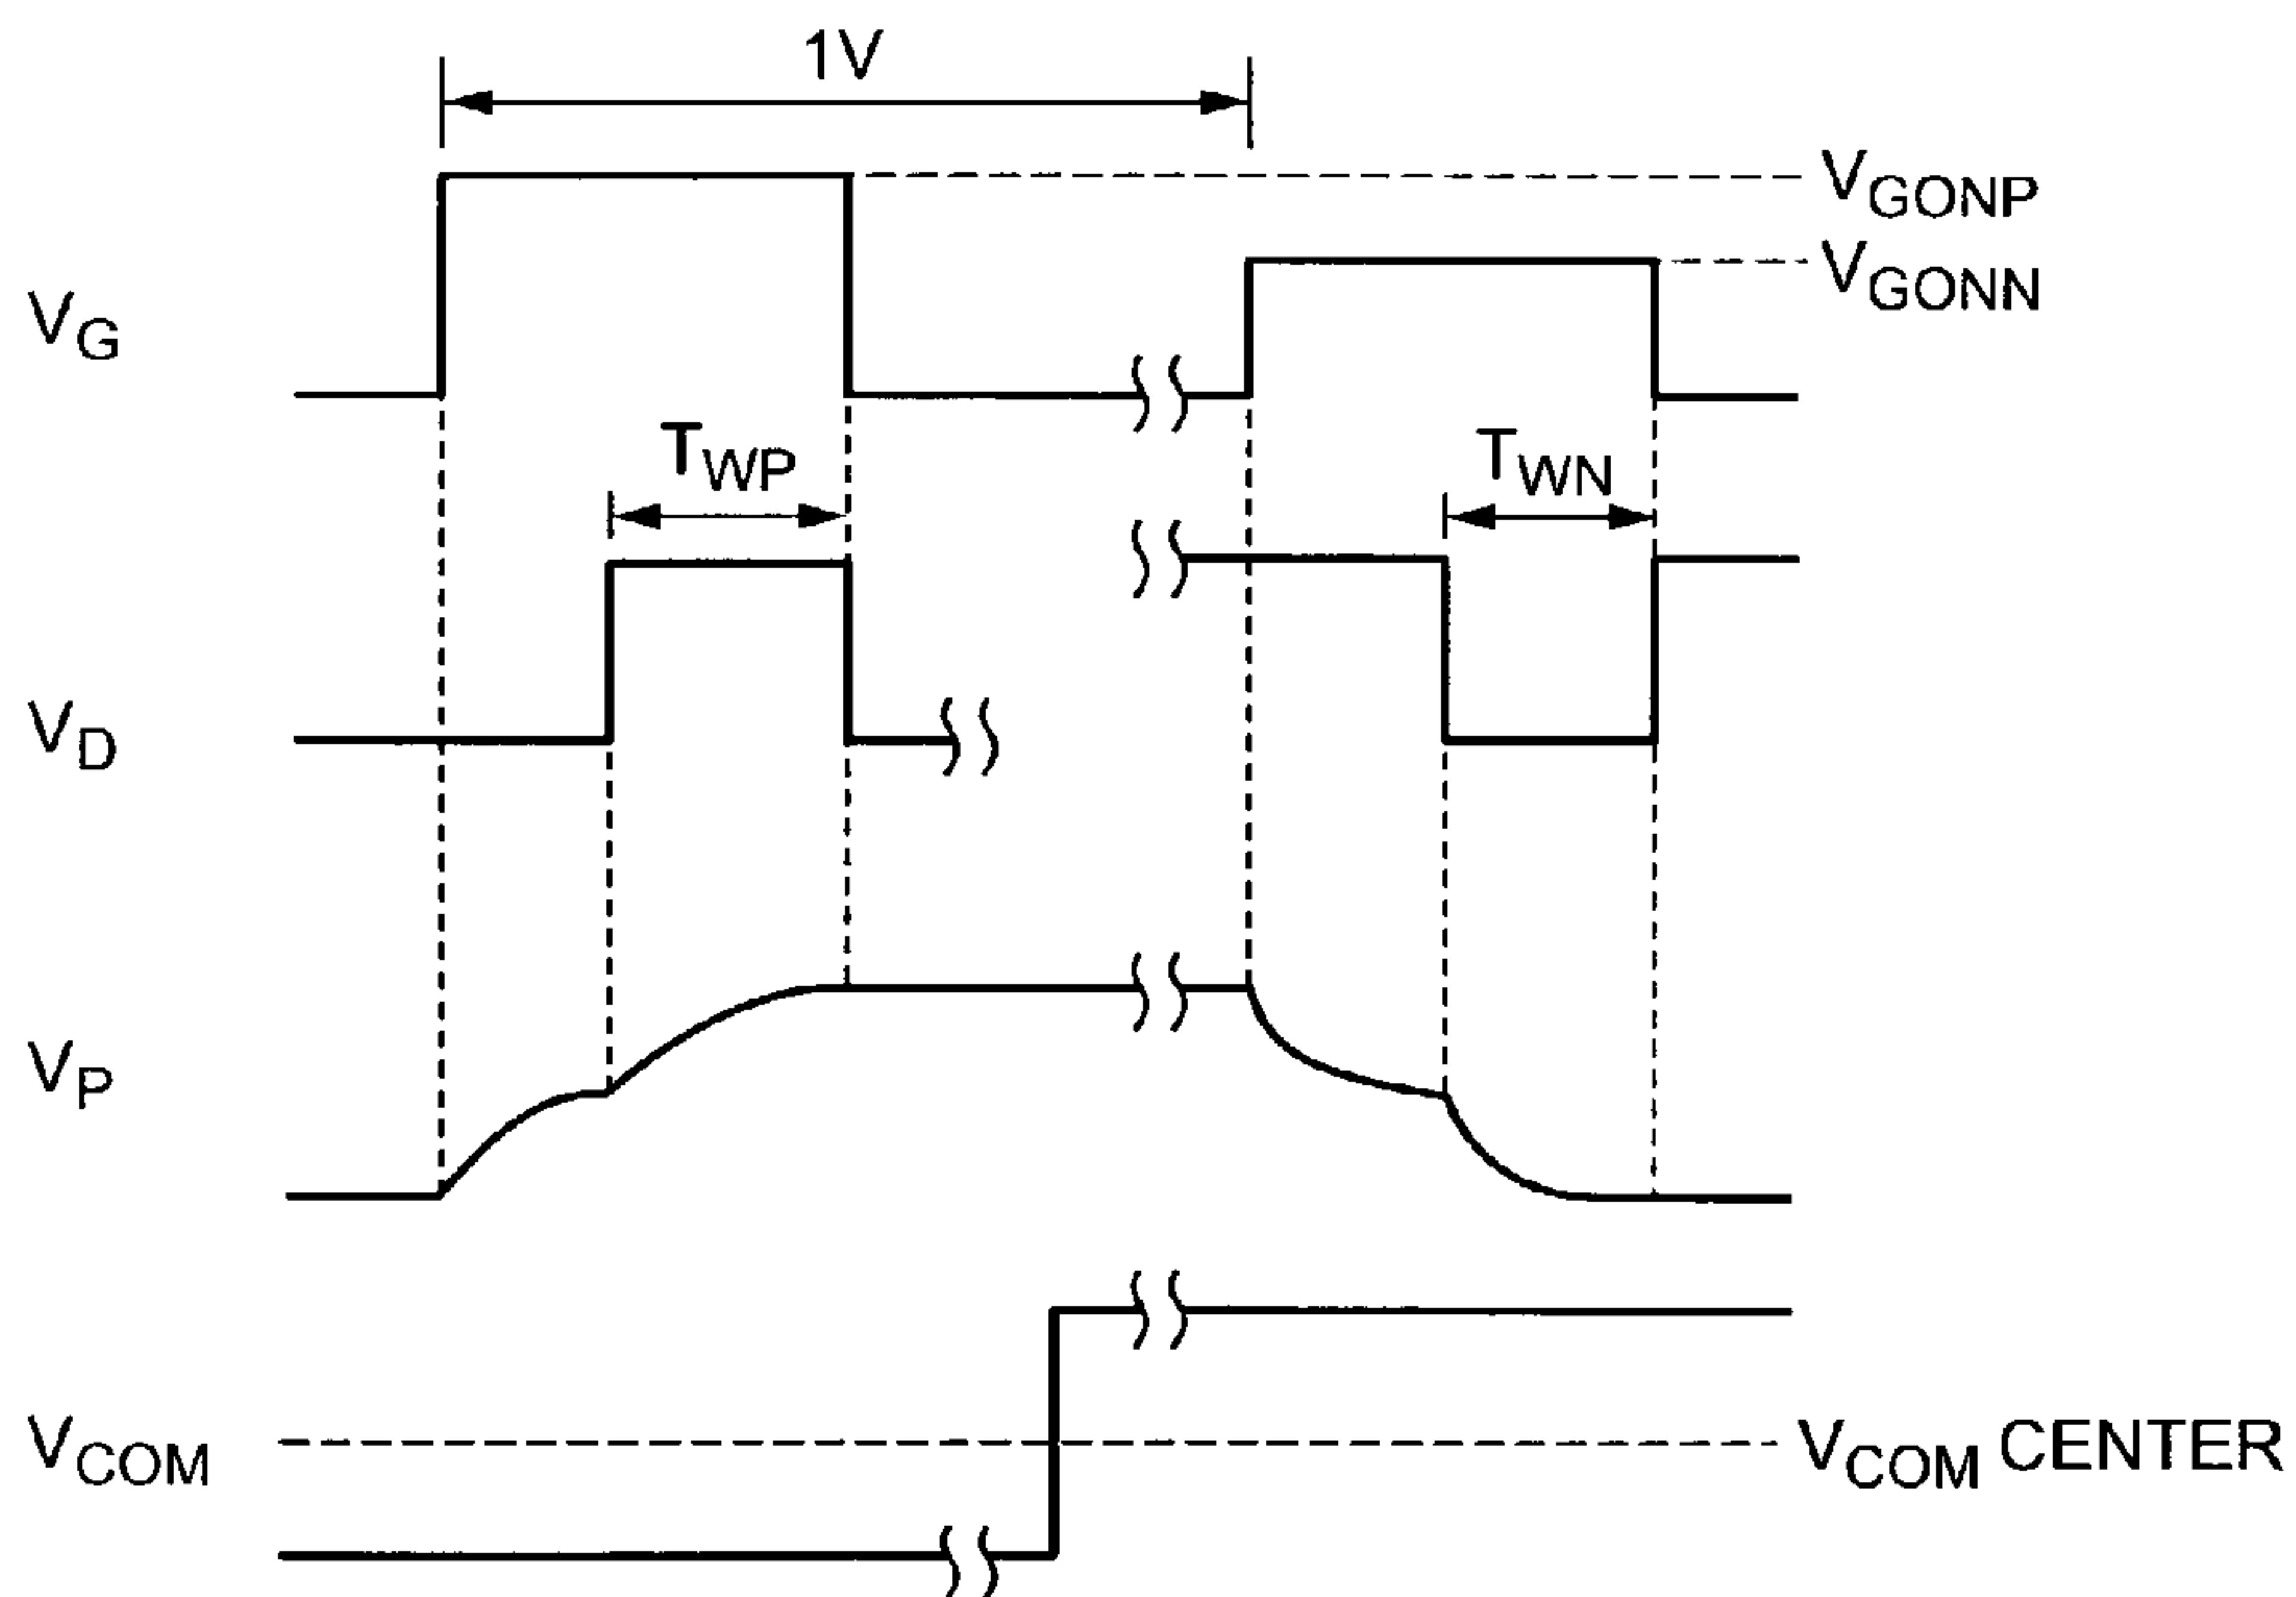 1V
VGONP
VGONN
VG
TWP
TWN
VD
VP
VCOM
VCOM CENTER